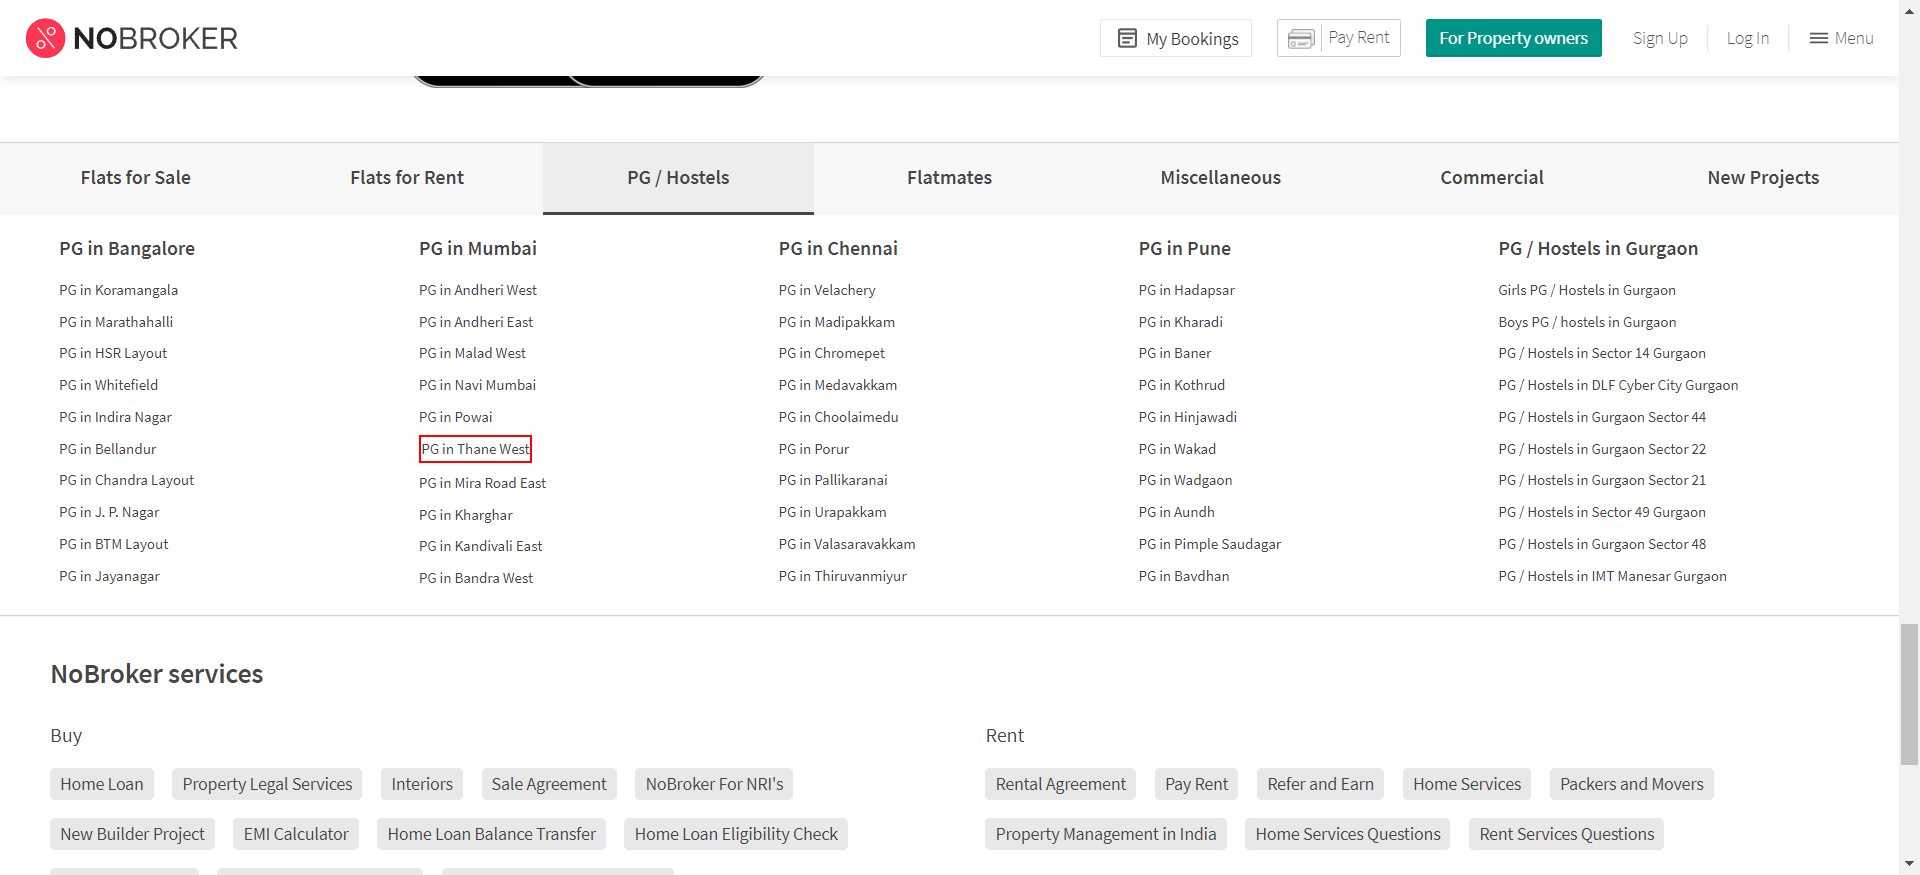 NOBROKER
My Bookings
Pay Rent
For Property owners
Sign Up
Log In
Menu
Flats for Sale
Flats for Rent
PG / Hostels
Flatmates
Miscellaneous
Commercial
New Projects
PG in Bangalore
PG in Koramangala
PG in Marathahalli
PG in HSR Layout
PG in Whitefield
PG in Indira Nagar
PG in Bellandur
PG in Chandra Layout
PG in J. P. Nagar
PG in BTM Layout
PG in Jayanagar
PG in Mumbai
PG in Andheri West
PG in Andheri East
PG in Malad West
PG in Navi Mumbai
PG in Powai
PG in Thane West
PG in Mira Road East
PG in Kharghar
PG in Kandivali East
PG in Bandra West
PG in Chennai
PG in Velachery
PG in Madipakkam
PG in Chromepet
PG in Medavakkam
PG in Choolaimedu
PG in Porur
PG in Pallikaranai
PG in Urapakkam
PG in Valasaravakkam
PG in Thiruvanmiyur
PG in Pune
PG in Hadapsar
PG in Kharadi
PG in Baner
PG in Kothrud
PG in Hinjawadi
PG in Wakad
PG in Wadgaon
PG in Aundh
PG in Pimple Saudagar
PG in Bavdhan
PG / Hostels in Gurgaon
Girls PG / Hostels in Gurgaon
Boys PG / hostels in Gurgaon
PG / Hostels in Sector 14 Gurgaon
PG / Hostels in DLF Cyber City Gurgaon
PG / Hostels in Gurgaon Sector 44
PG / Hostels in Gurgaon Sector 22
PG / Hostels in Gurgaon Sector 21
PG / Hostels in Sector 49 Gurgaon
PG / Hostels in Gurgaon Sector 48
PG / Hostels in IMT Manesar Gurgaon
NoBroker services
Buy
Home Loan
Property Legal Services
Interiors
Sale Agreement
NoBroker For NRI's
New Builder Project
EMI Calculator
Home Loan Balance Transfer
Home Loan Eligibility Check
Rent
Rental Agreement
Pay Rent
Refer and Earn
Home Services
Packers and Movers
Property Management in India
Home Services Questions
Rent Services Questions